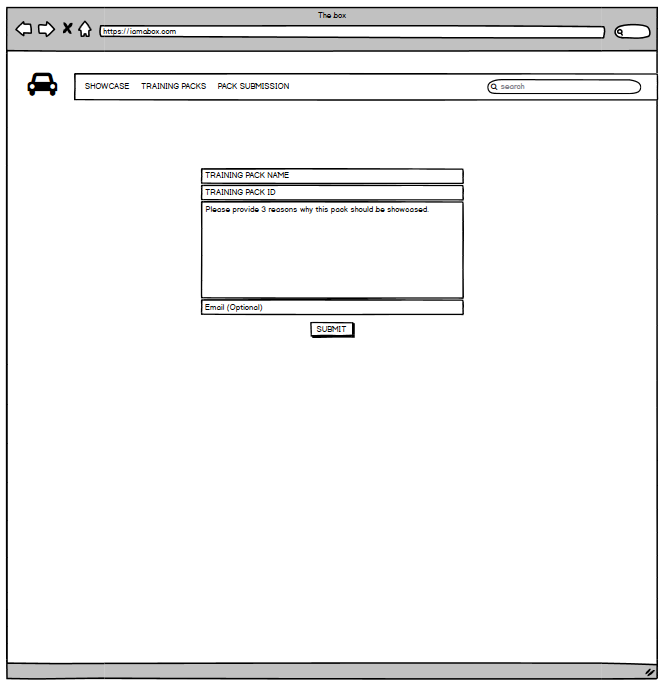 The box
https://iamabox.com
SHOWCASE TRAINING PACKS PACK SUBMISSION search
TRAINING PACK NAME
TRAINING PACK ID
Please provide 3 reasons why this pack should be showcased.
Email (Optional)
SUBMIT